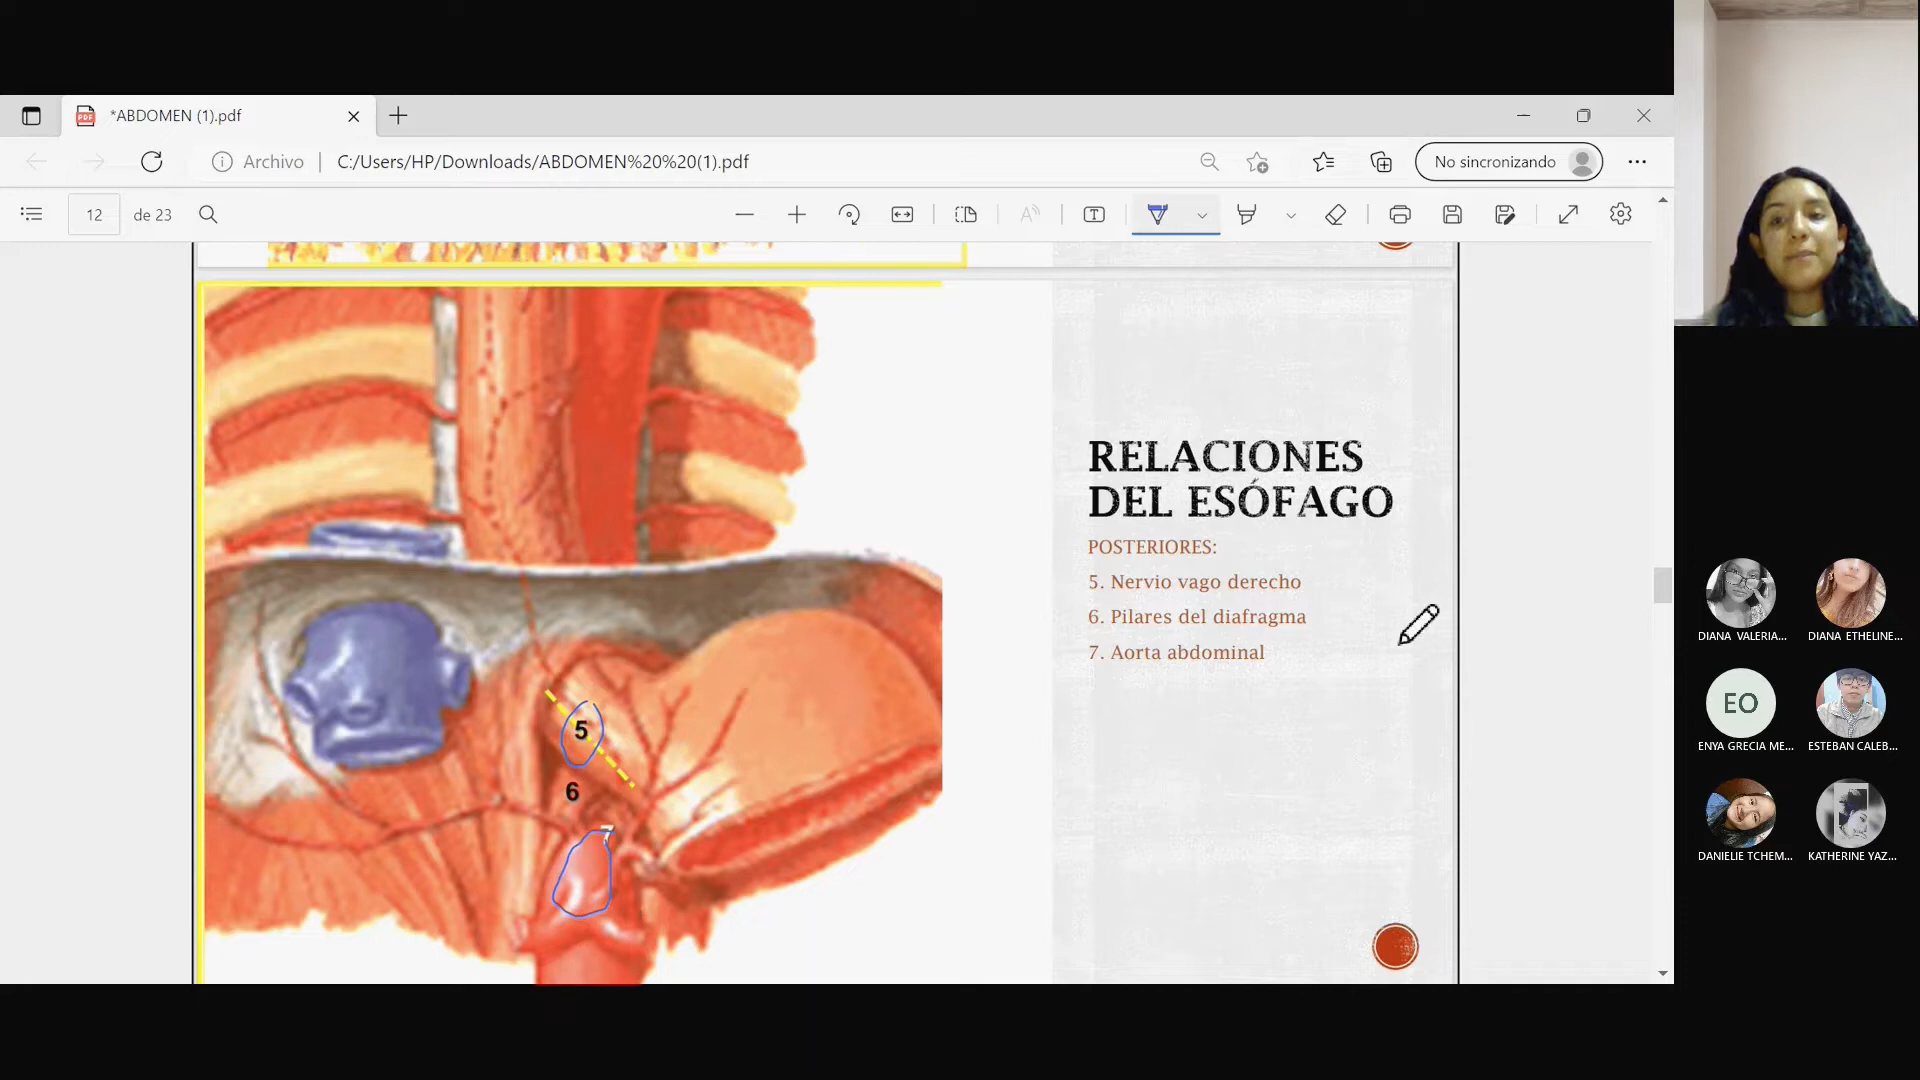 *ABDOMEN (1).pdf
Archivo
C:/Users/HP/Downloads/ABDOMEN%20%20(1).pdf
No sincronizando
12
de 23
RELACIONES
DEL ESÓFAGO
POSTERIORES:
5. Nervio vago derecho
6. Pilares del diafragma
7. Aorta abdominal
5
6
7
DIANA VALERIA...
DIANA ETHELINE...
EO
ENYA GRECIA ME...
ESTEBAN CALEB...
DANIELIE TCHEM...
KATHERINE YAZ...